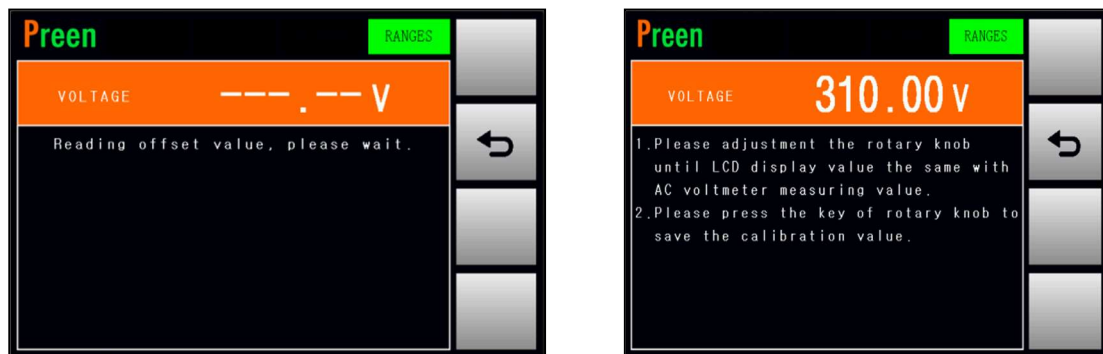 Preen
RANGES
VOLTAGE ---.-- V
Reading offset value, please wait.
Preen
RANGES
VOLTAGE 310.00 V
1.Please adjustment the rotary knob
until LCD display value the same with
AC voltmeter measuring value.
2.Please press the key of rotary knob to
save the calibration value.